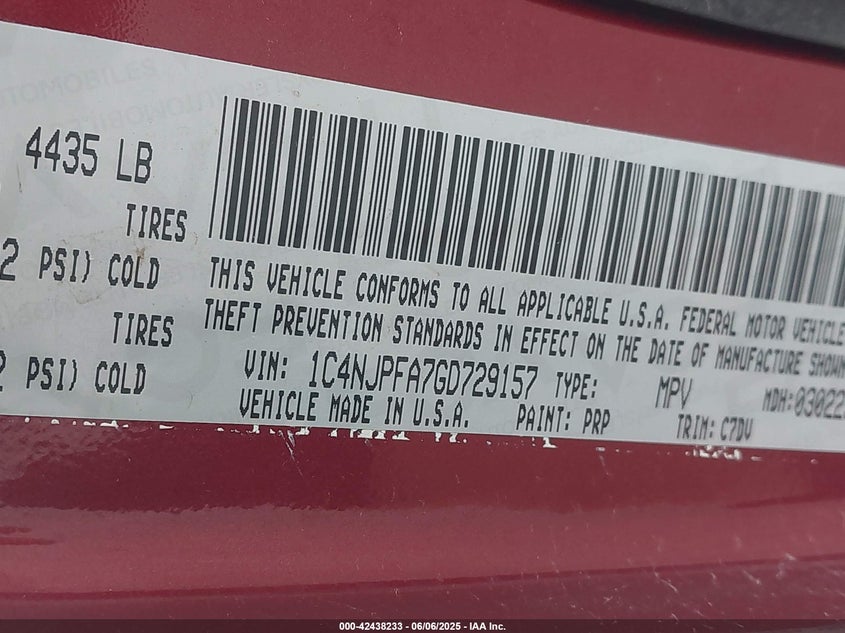 4435 LB
TIRES
2 PSI) COLD
TIRES
2 PSI) COLD
THIS VEHICLE CONFORMS TO ALL APPLICABLE U.S.A. FEDERAL MOTOR VEHICLE
THEFT PREVENTION STANDARDS IN EFFECT ON THE DATE OF MANUFACTURE SHOWN
VIN: 1C4NJPFA7GD729157 TYPE: MPV MDH:03022
VEHICLE MADE IN U.S.A. PAINT: PRP TRIM: C7DV
000-42438233 - 06/06/2025 - IAA Inc.